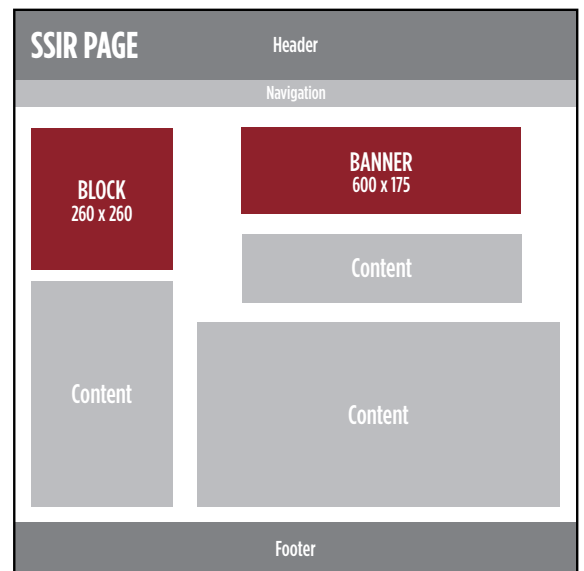 SSIR PAGE
Header
Navigation
BLOCK
260 x 260
BANNER
600 x 175
Content
Content
Content
Footer